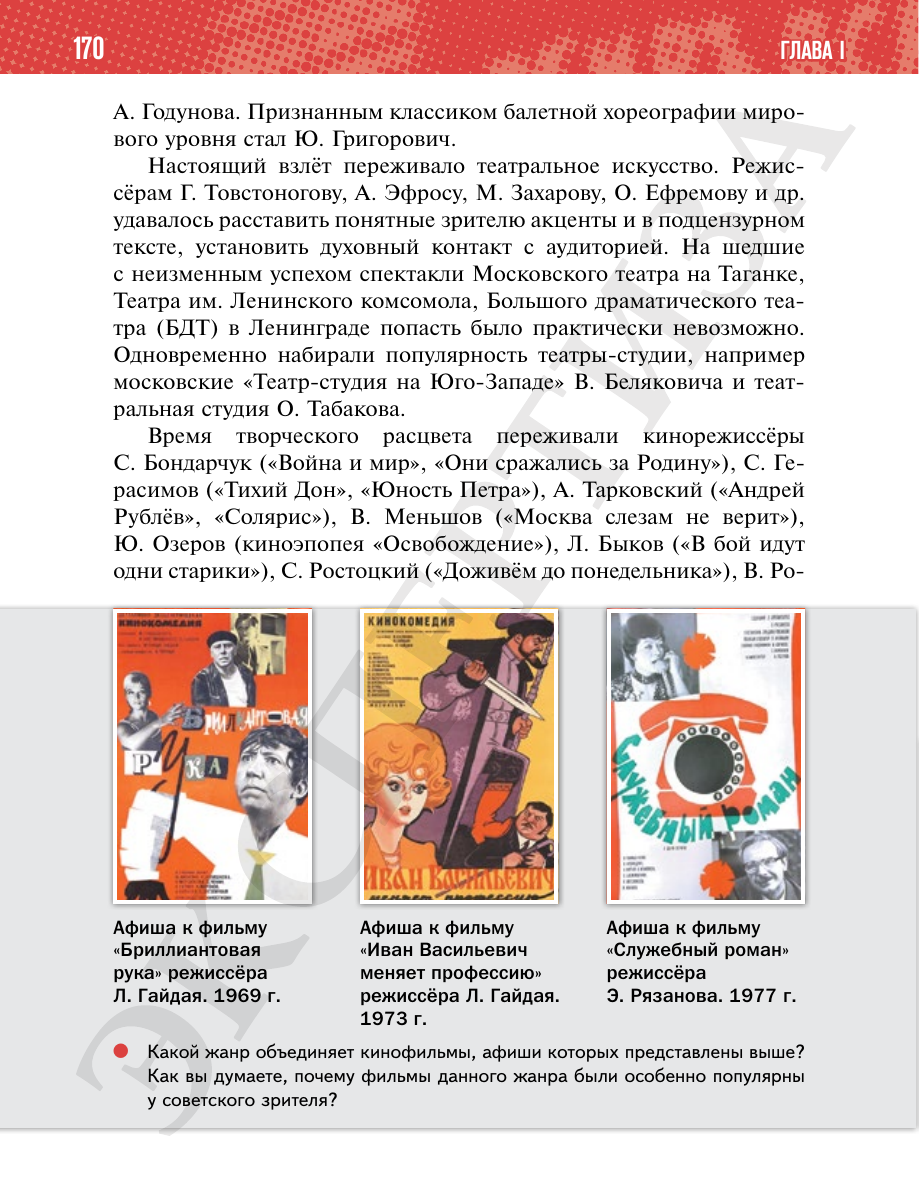 170
ГЛАВА I
А. Годунова. Признанным классиком балетной хореографии миро-
вого уровня стал Ю. Григорович.
Настоящий взлёт переживало театральное искусство. Режис-
сёрам Г. Товстоногову, А. Эфросу, М. Захарову, О. Ефремову и др.
удавалось расставить понятные зрителю акценты и в подцензурном
тексте, установить духовный контакт с аудиторией. На шедшие
с неизменным успехом спектакли Московского театра на Таганке,
Театра им. Ленинского комсомола, Большого драматического теа-
тра (БДТ) в Ленинграде попасть было практически невозможно.
Одновременно набирали популярность театры-студии, например
московские «Театр-студия на Юго-Западе» В. Беляковича и теат-
ральная студия О. Табакова.
Время творческого расцвета переживали кинорежиссёры
С. Бондарчук («Война и мир», «Они сражались за Родину»), С. Ге-
расимов («Тихий Дон», «Юность Петра»), А. Тарковский («Андрей
Рублёв», «Солярис»), В. Меньшов («Москва слезам не верит»),
Ю. Озеров (киноэпопея «Освобождение»), Л. Быков («В бой идут
одни старики»), С. Ростоцкий («Доживём до понедельника»), В. Ро-
КИНОКОМЕДИЯ
БРИЛЛИАНТОВАЯ
РУКА
КИНОКОМЕДИЯ
ИВАН ВАСИЛЬЕВИЧ
МЕНЯЕТ ПРОФЕССИЮ
Служебный роман
Афиша к фильму
«Бриллиантовая
рука» режиссёра
Л. Гайдая. 1969 г.
Афиша к фильму
«Иван Васильевич
меняет профессию»
режиссёра Л. Гайдая.
1973 г.
Афиша к фильму
«Служебный роман»
режиссёра
Э. Рязанова. 1977 г.
Какой жанр объединяет кинофильмы, афиши которых представлены выше?
Как вы думаете, почему фильмы данного жанра были особенно популярны
у советского зрителя?
ЭКСПЕРТИЗА